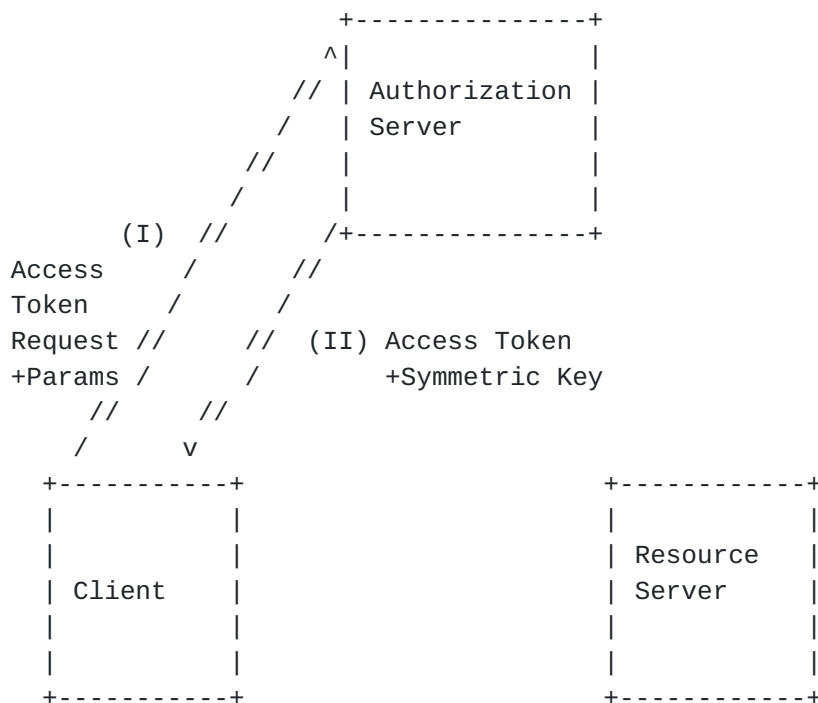 Authorization
Server
(I)
Access
Token
Request
+Params
(II) Access Token
+Symmetric Key
Client
Resource
Server